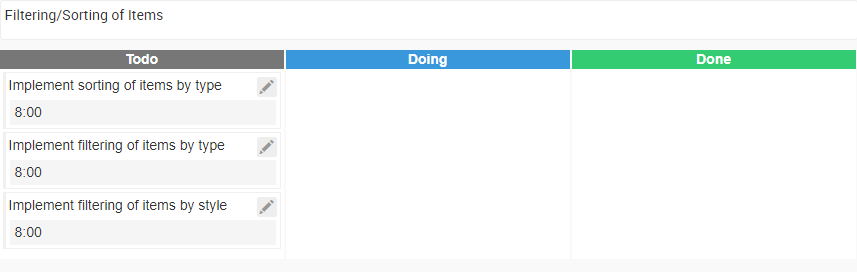 Filtering/Sorting of Items
Todo
Doing
Done
Implement sorting of items by type
8:00
Implement filtering of items by type
8:00
Implement filtering of items by style
8:00